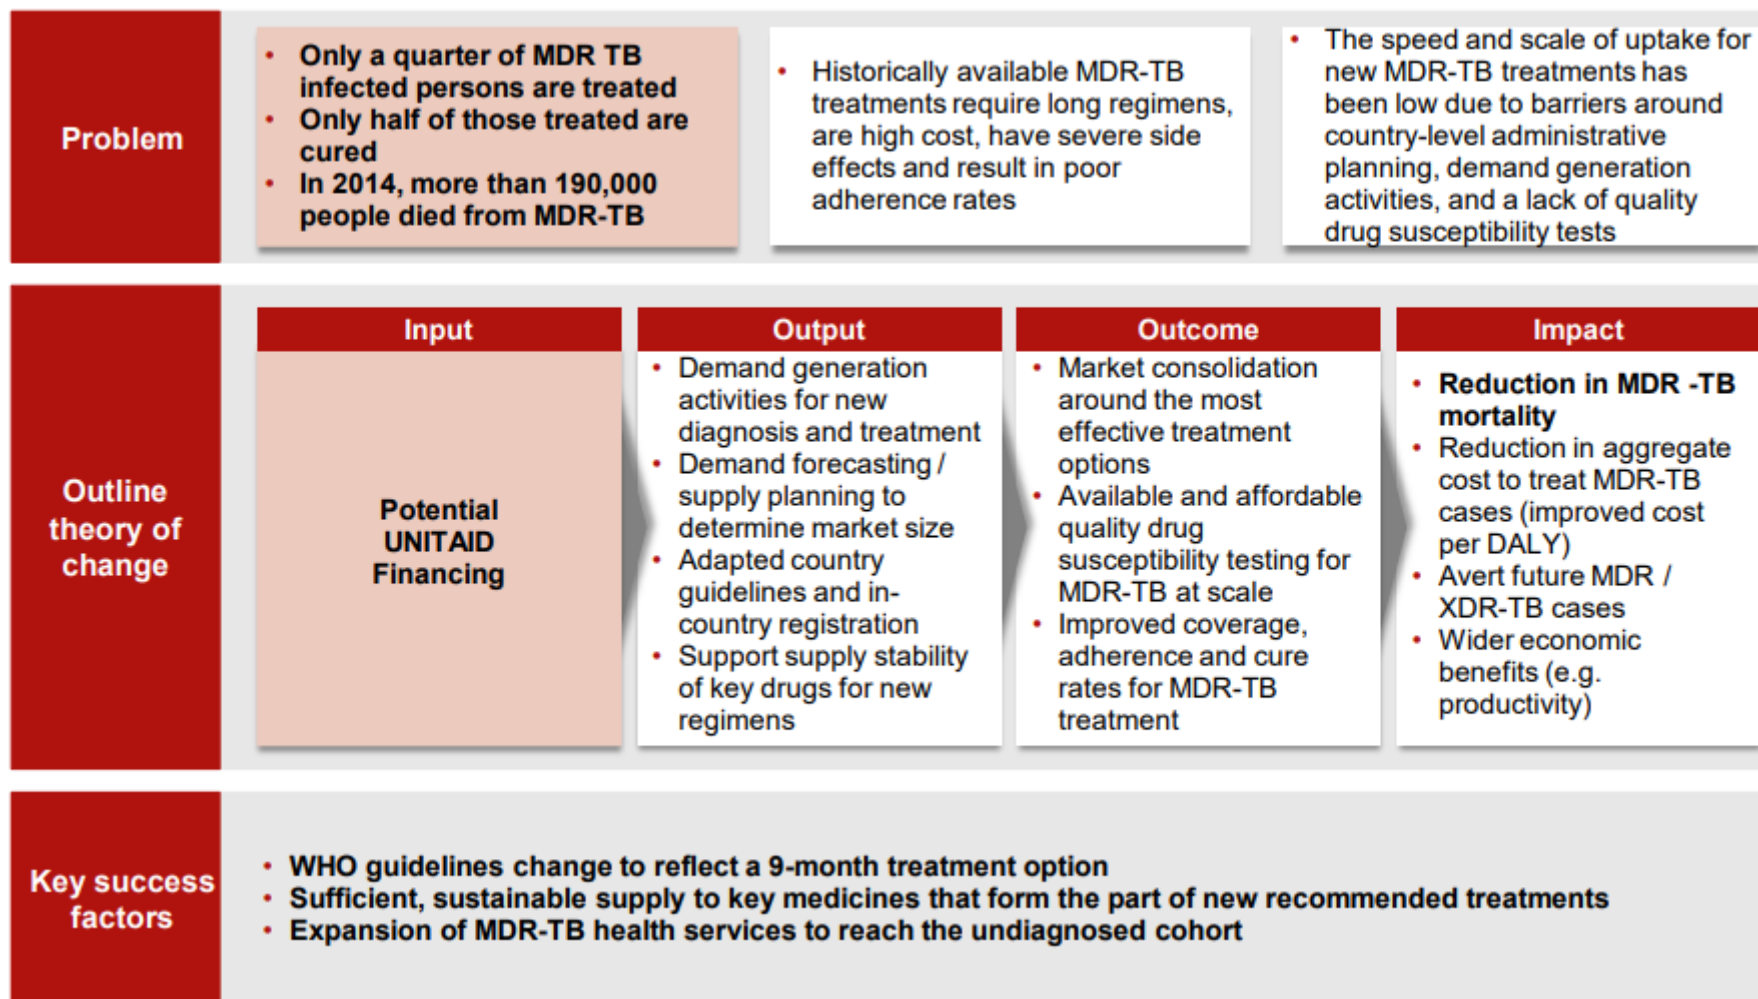 Problem
• Only a quarter of MDR TB
infected persons are treated
• Only half of those treated are
cured
• In 2014, more than 190,000
people died from MDR-TB
• Historically available MDR-TB
treatments require long regimens,
are high cost, have severe side
effects and result in poor
adherence rates
• The speed and scale of uptake for
new MDR-TB treatments has
been low due to barriers around
country-level administrative
planning, demand generation
activities, and a lack of quality
drug susceptibility tests
Outline
theory of
change
Input
Potential
UNITAID
Financing
Output
• Demand generation
activities for new
diagnosis and treatment
• Demand forecasting /
supply planning to
determine market size
• Adapted country
guidelines and in-
country registration
• Support supply stability
of key drugs for new
regimens
Outcome
• Market consolidation
around the most
effective treatment
options
• Available and affordable
quality drug
susceptibility testing for
MDR-TB at scale
• Improved coverage,
adherence and cure
rates for MDR-TB
treatment
Impact
• Reduction in MDR -TB
mortality
• Reduction in aggregate
cost to treat MDR-TB
cases (improved cost
per DALY)
• Avert future MDR /
XDR-TB cases
• Wider economic
benefits (e.g.
productivity)
Key success
factors
• WHO guidelines change to reflect a 9-month treatment option
• Sufficient, sustainable supply to key medicines that form the part of new recommended treatments
• Expansion of MDR-TB health services to reach the undiagnosed cohort